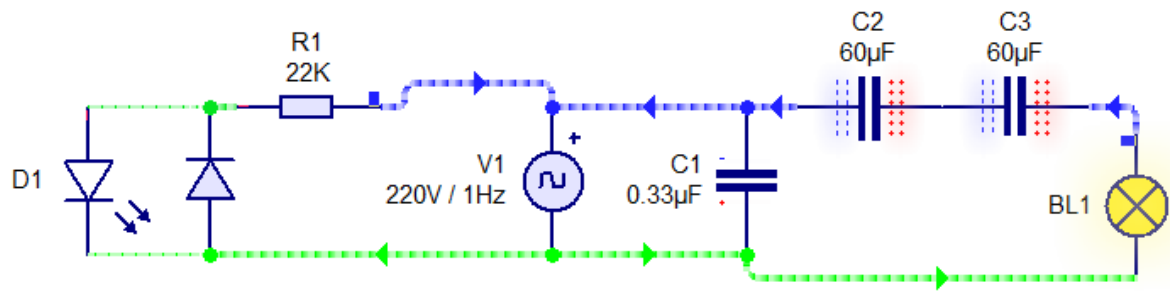 R1
22K
D1
V1
220V / 1Hz
C1
0.33µF
C2
60µF
C3
60µF
BL1